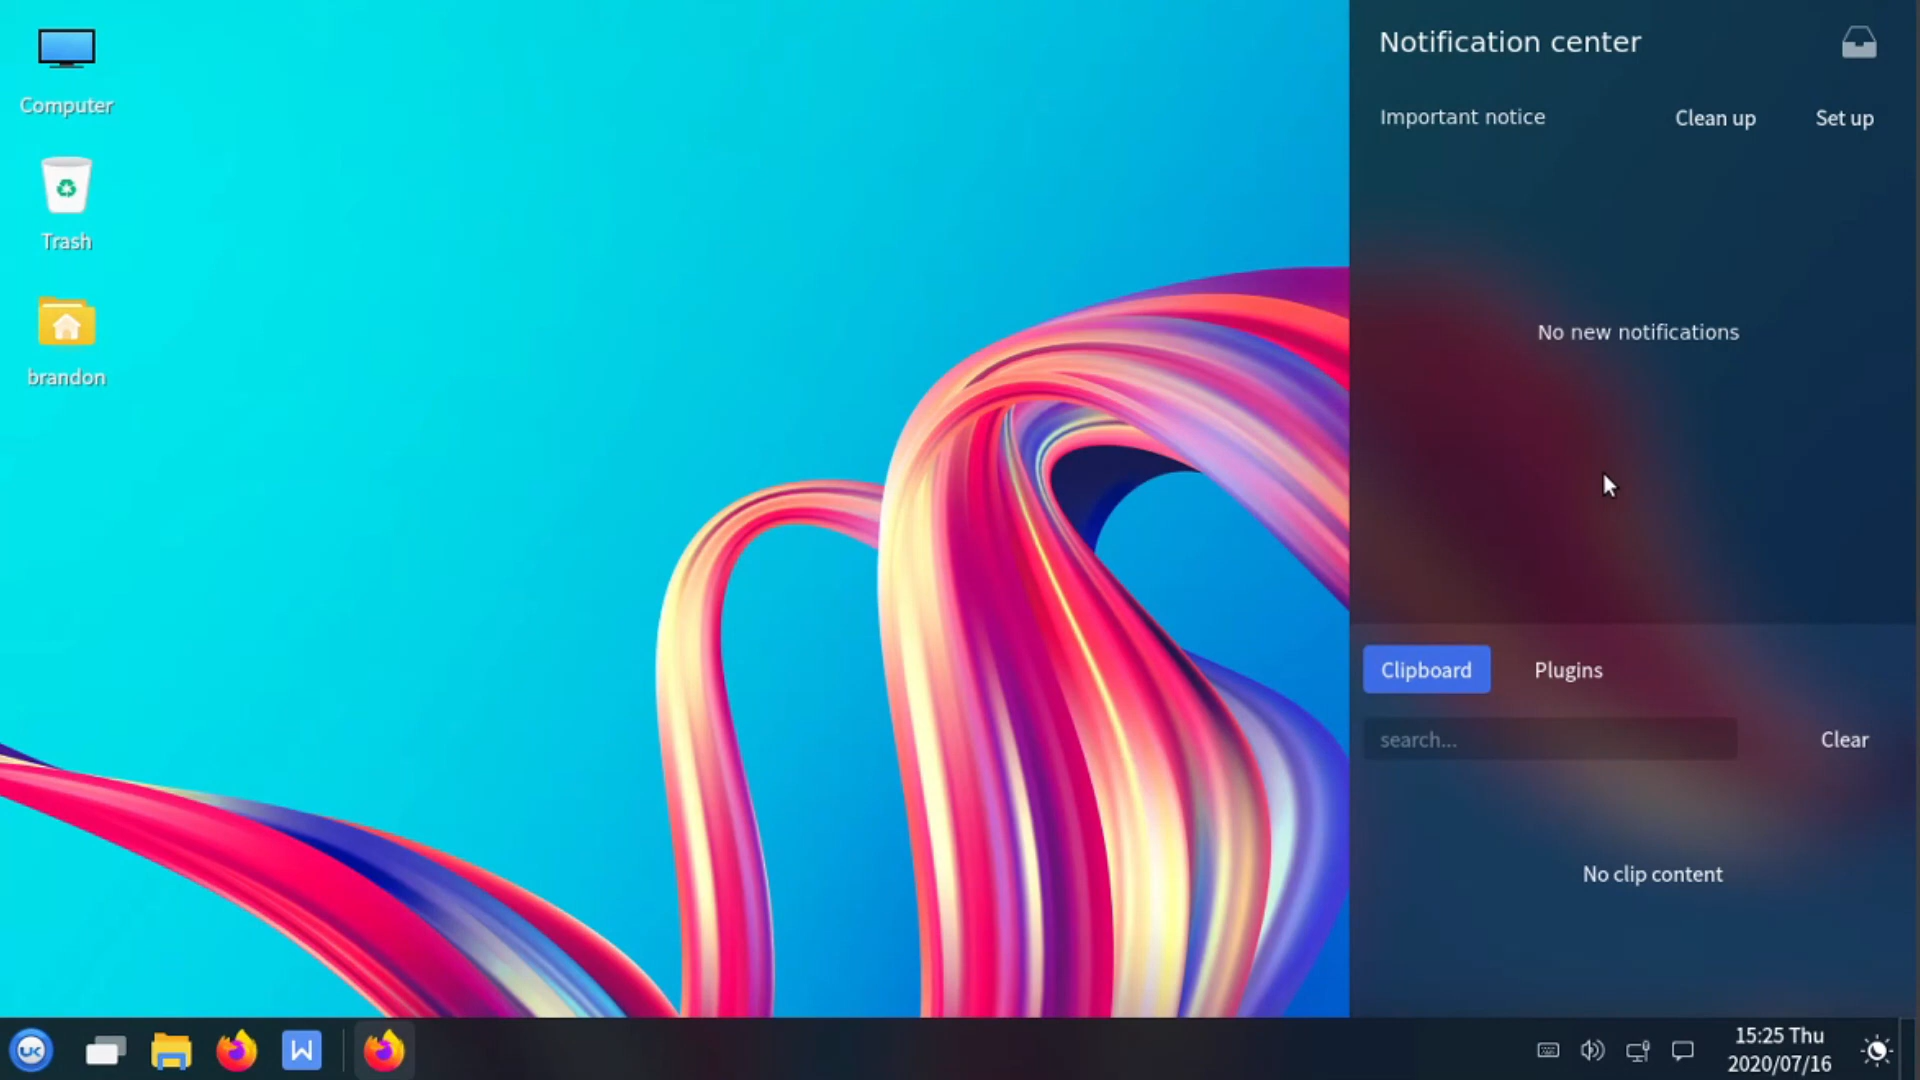 Computer
Trash
brandon
Notification center
Important notice
Clean up
Set up
No new notifications
Clipboard
Plugins
search...
Clear
No clip content
UK
W
15:25 Thu
2020/07/16